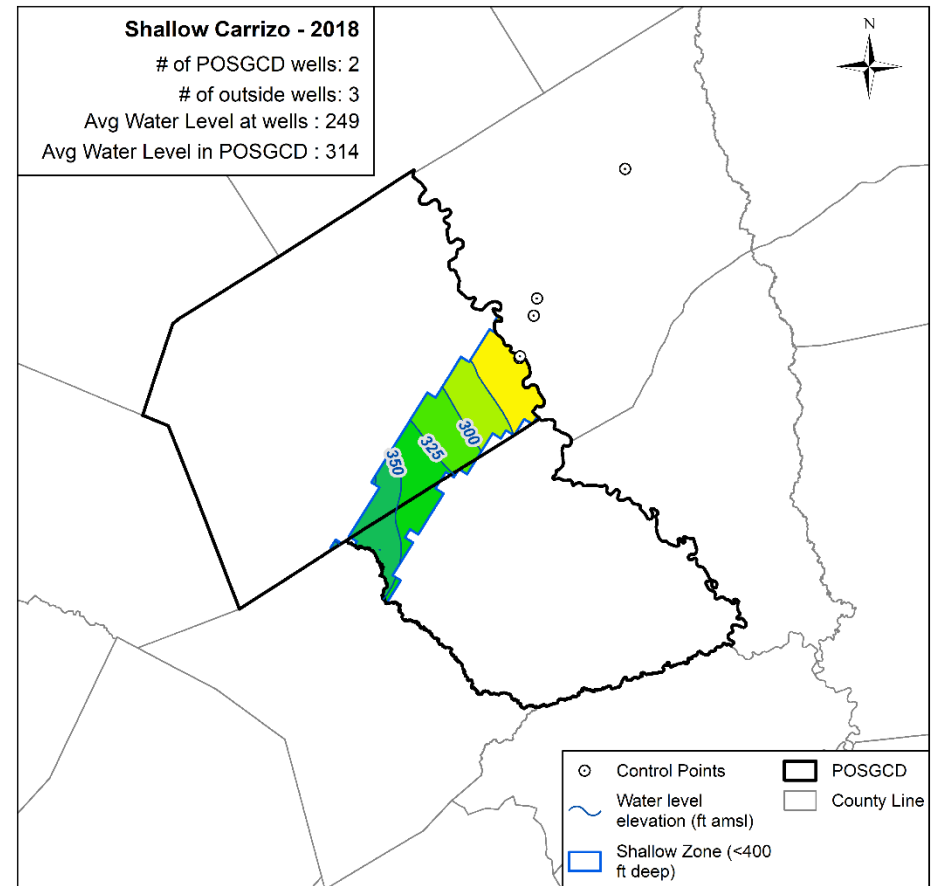 Shallow Carrizo - 2018
# of POSGCD wells: 2
# of outside wells: 3
Avg Water Level at wells : 249
Avg Water Level in POSGCD : 314
N
300
325
350
Control Points
Water level
elevation (ft amsl)
Shallow Zone (<400
ft deep)
POSGCD
County Line